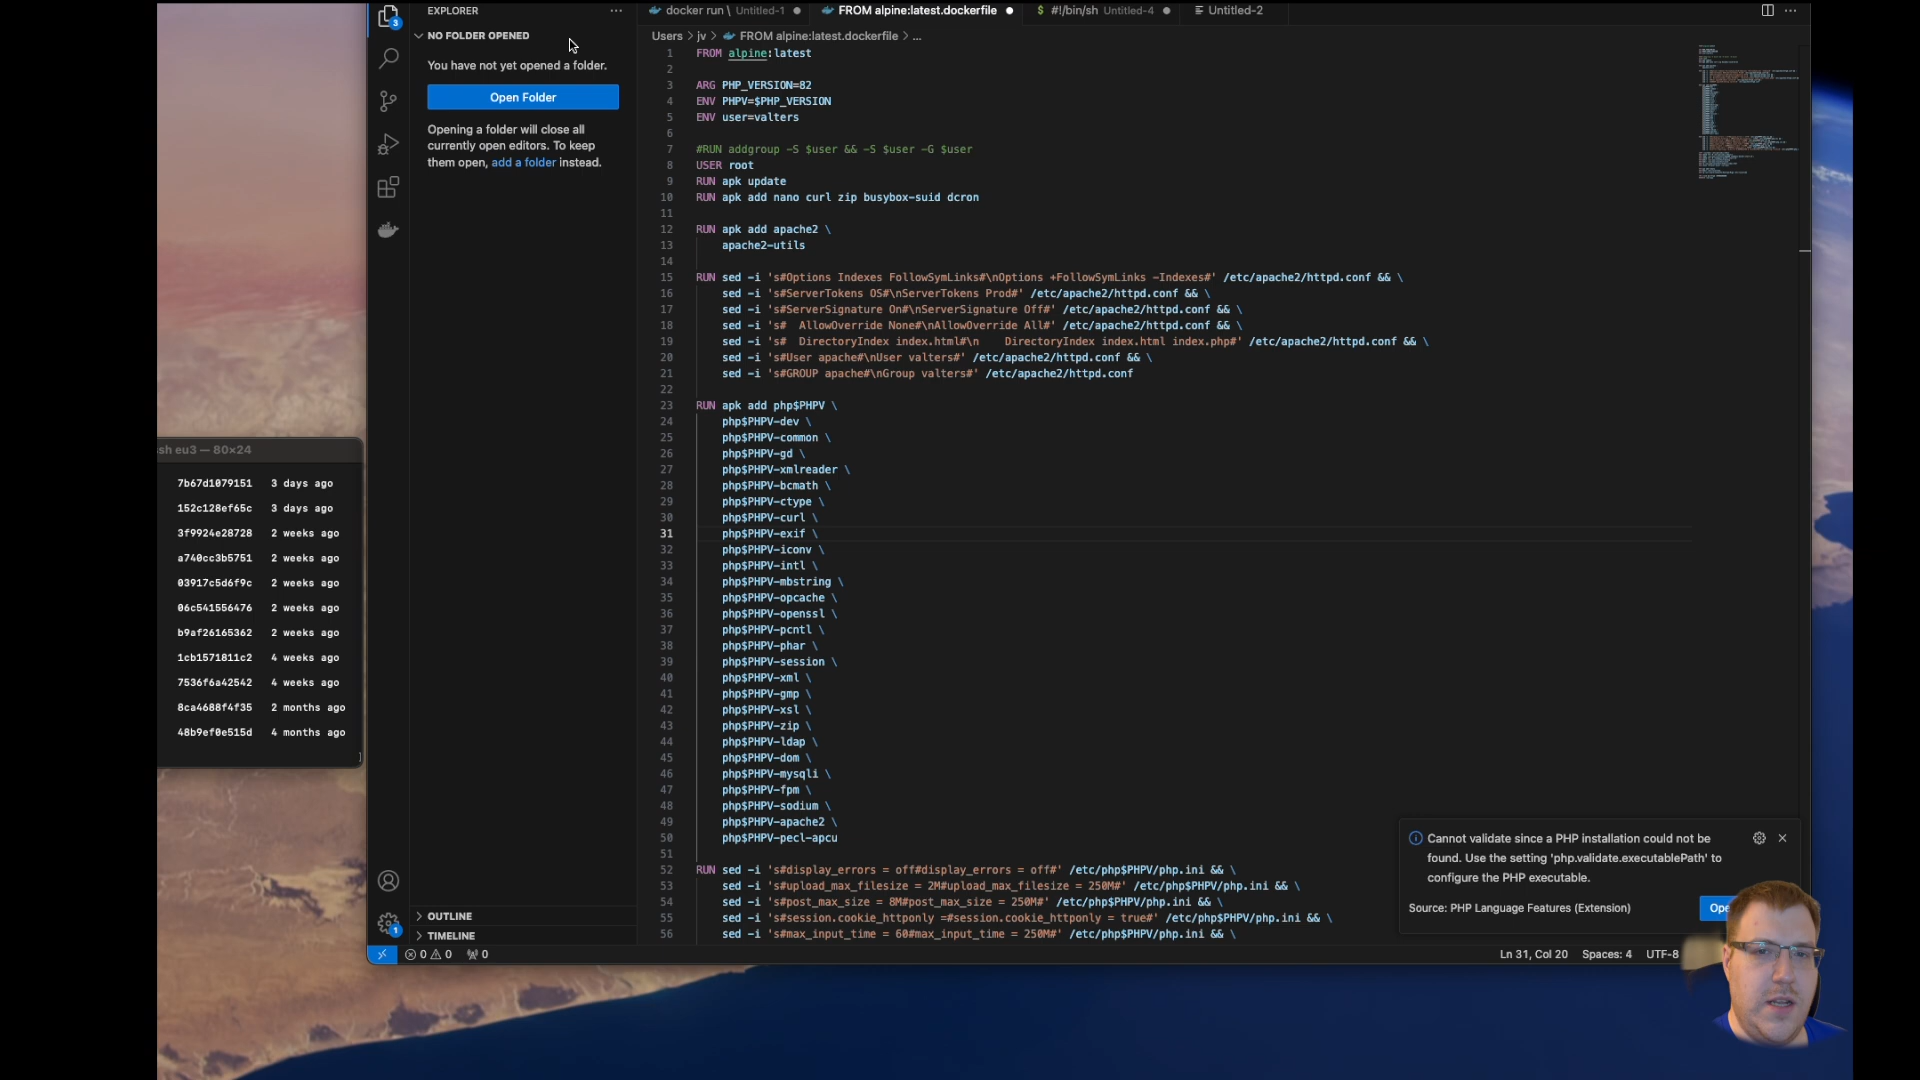 EXPLORER
docker run \ Untitled-1
FROM alpine:latest.dockerfile
$ #!/bin/sh Untitled-4
Untitled-2
NO FOLDER OPENED
You have not yet opened a folder.
Open Folder
Opening a folder will close all
currently open editors. To keep
them open, add a folder instead.
Users > jv > FROM alpine:latest.dockerfile > ...
1 FROM alpine:latest
2
3 ARG PHP_VERSION=82
4 ENV PHPV=$PHP_VERSION
5 ENV user=valters
6
7 #RUN addgroup -S $user && -S $user -G $user
8 USER root
9 RUN apk update
10 RUN apk add nano curl zip busybox-suid dcron
11
12 RUN apk add apache2 \
13 apache2-utils
14
15 RUN sed -i 's#Options Indexes FollowSymLinks#\nOptions +FollowSymLinks -Indexes#' /etc/apache2/httpd.conf && \
16 sed -i 's#ServerTokens OS#\nServerTokens Prod#' /etc/apache2/httpd.conf && \
17 sed -i 's#ServerSignature On#\nServerSignature Off#' /etc/apache2/httpd.conf && \
18 sed -i 's#  AllowOverride None#\nAllowOverride All#' /etc/apache2/httpd.conf && \
19 sed -i 's#  DirectoryIndex index.html#\n    DirectoryIndex index.html index.php#' /etc/apache2/httpd.conf && \
20 sed -i 's#User apache#\nUser valters#' /etc/apache2/httpd.conf && \
21 sed -i 's#GROUP apache#\nGroup valters#' /etc/apache2/httpd.conf
22
23 RUN apk add php$PHPV \
24 php$PHPV-dev \
25 php$PHPV-common \
26 php$PHPV-gd \
27 php$PHPV-xmlreader \
28 php$PHPV-bcmath \
29 php$PHPV-ctype \
30 php$PHPV-curl \
31 php$PHPV-exif \
32 php$PHPV-iconv \
33 php$PHPV-intl \
34 php$PHPV-mbstring \
35 php$PHPV-opcache \
36 php$PHPV-openssl \
37 php$PHPV-pcntl \
38 php$PHPV-phar \
39 php$PHPV-session \
40 php$PHPV-xml \
41 php$PHPV-gmp \
42 php$PHPV-xsl \
43 php$PHPV-zip \
44 php$PHPV-ldap \
45 php$PHPV-dom \
46 php$PHPV-mysqli \
47 php$PHPV-fpm \
48 php$PHPV-sodium \
49 php$PHPV-apache2 \
50 php$PHPV-pecl-apcu
51
52 RUN sed -i 's#display_errors = off#display_errors = off#' /etc/php$PHPV/php.ini && \
53 sed -i 's#upload_max_filesize = 2M#upload_max_filesize = 250M#' /etc/php$PHPV/php.ini && \
54 sed -i 's#post_max_size = 8M#post_max_size = 250M#' /etc/php$PHPV/php.ini && \
55 sed -i 's#session.cookie_httponly =#session.cookie_httponly = true#' /etc/php$PHPV/php.ini && \
56 sed -i 's#max_input_time = 60#max_input_time = 250M#' /etc/php$PHPV/php.ini && \
ssh eu3 — 80×24
7b67d1079151 3 days ago
152c128ef65c 3 days ago
3f9924e28728 2 weeks ago
a740cc3b5751 2 weeks ago
03917c5d6f9c 2 weeks ago
06c541556476 2 weeks ago
b9af26165362 2 weeks ago
1cb1571811c2 4 weeks ago
7536f6a42542 4 weeks ago
8ca4688f4f35 2 months ago
48b9ef0e515d 4 months ago
Cannot validate since a PHP installation could not be
found. Use the setting 'php.validate.executablePath' to
configure the PHP executable.
Source: PHP Language Features (Extension)
Ope
3
1
OUTLINE
TIMELINE
0 0 0
Ln 31, Col 20 Spaces: 4 UTF-8